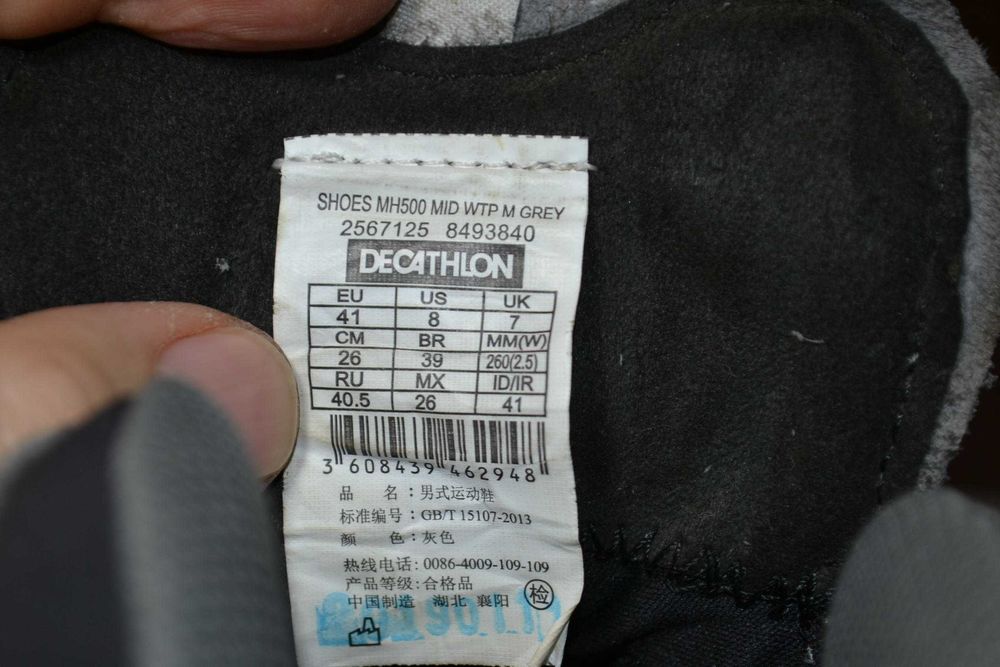 SHOES MH500 MID WTP M GREY
2567125 8493840
DECATHLON
EU US UK
41 8 7
CM BR MM(W)
26 39 260(2.5)
RU MX ID/IR
40.5 26 41
3 608439 462948
品 名：男式运动鞋
标准编号：GB/T 15107-2013
颜 色：灰色
热线电话: 0086-4009-109-109
产品等级: 合格品
中国制造 湖北 襄阳 检